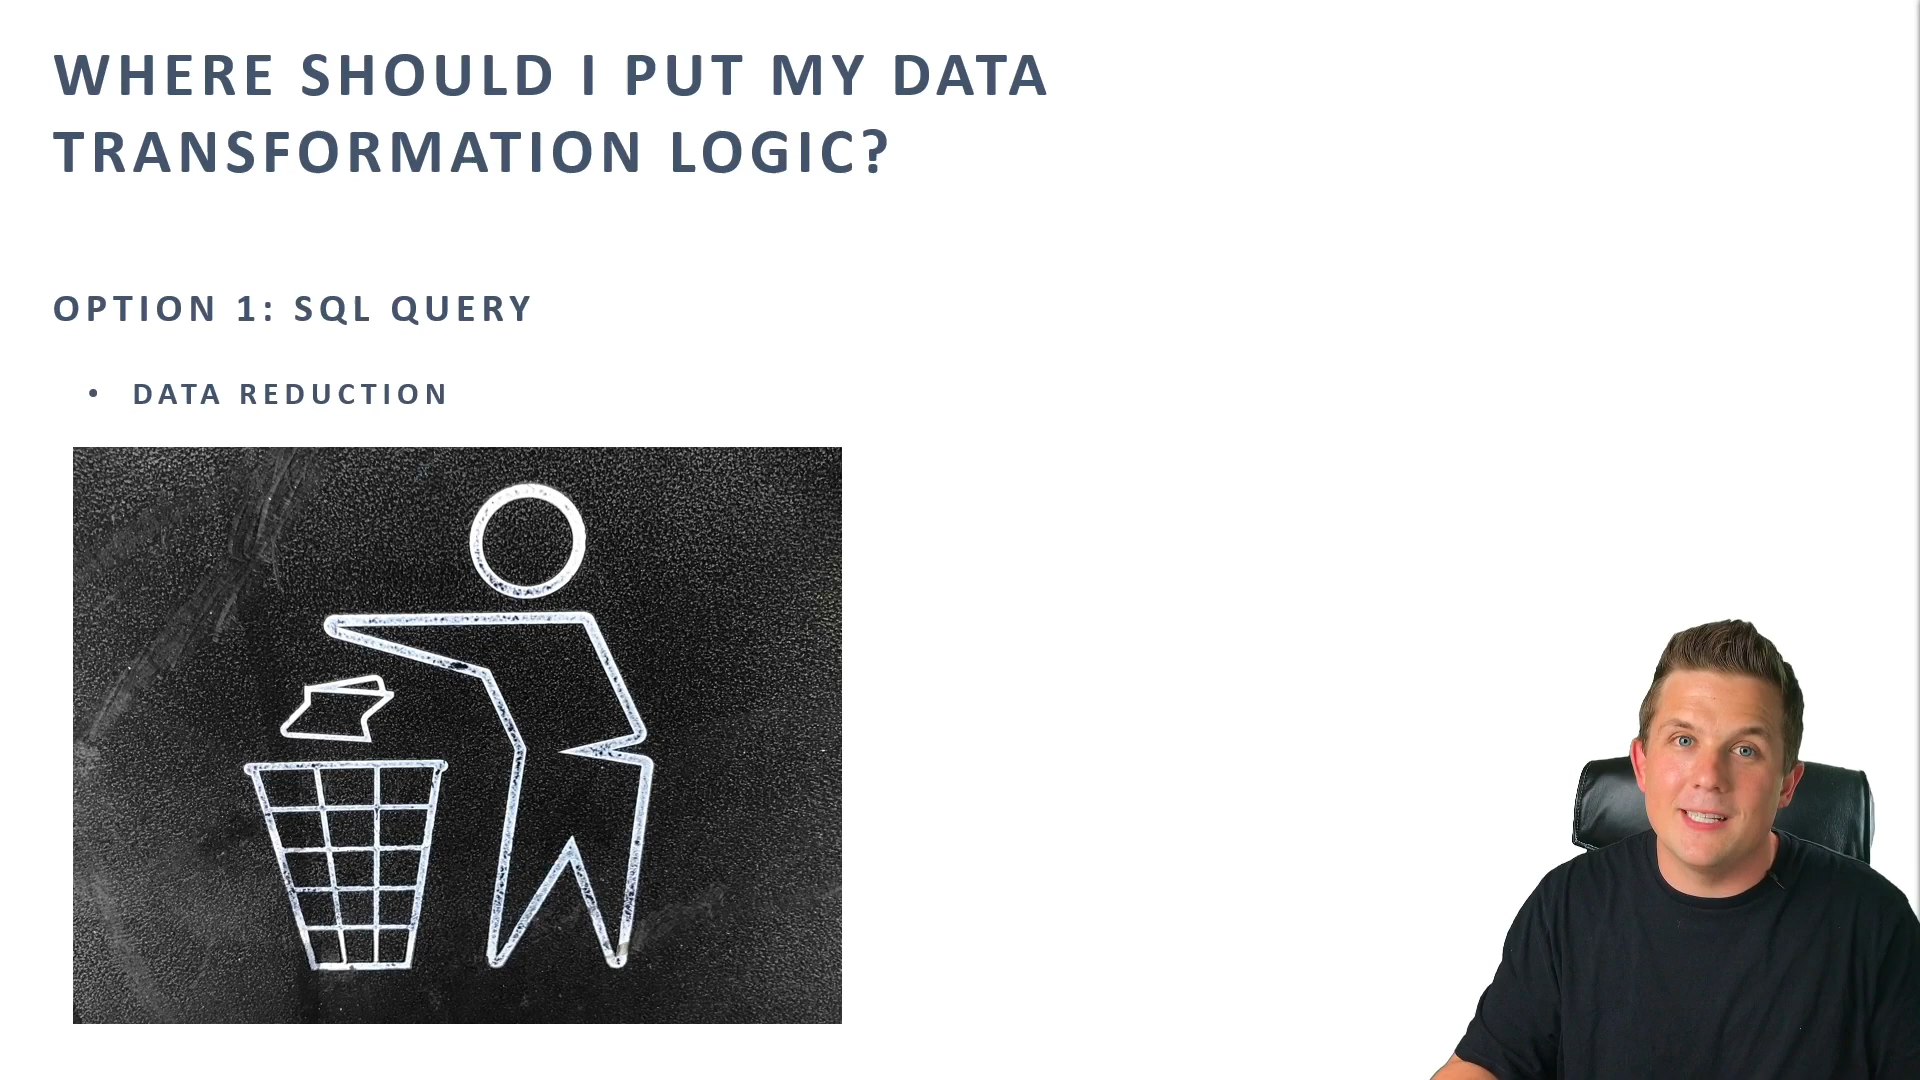 WHERE SHOULD I PUT MY DATA
TRANSFORMATION LOGIC?
OPTION 1: SQL QUERY
• DATA REDUCTION